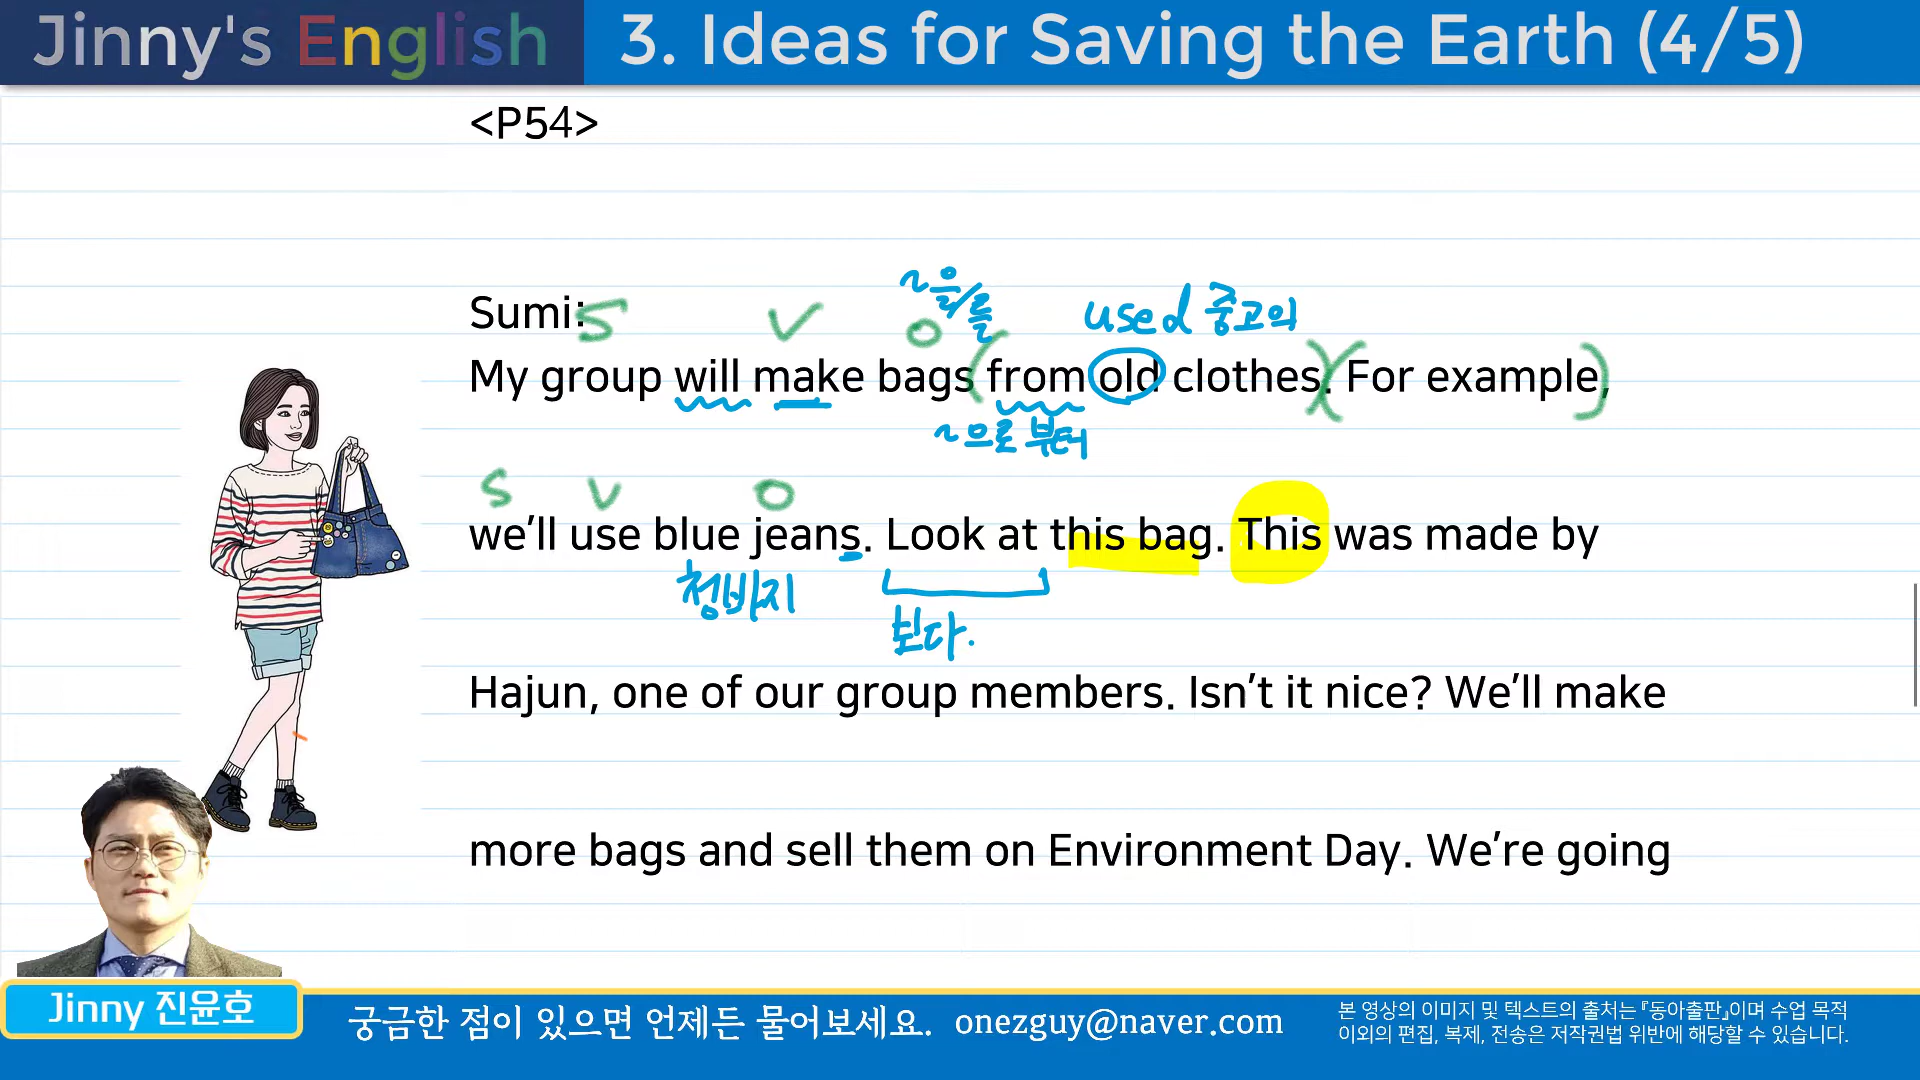 Jinny's English
3. Ideas for Saving the Earth (4/5)
<P54>
~을/를
Sumi:
S V O used 중고의
My group will make bags (from old clothes.)(For example,)
~으로 부터
S V O
we'll use blue jeans. Look at this bag. This was made by
청바지
보다.
Hajun, one of our group members. Isn't it nice? We'll make
more bags and sell them on Environment Day. We're going
Jinny 진윤호
궁금한 점이 있으면 언제든 물어보세요. onezguy@naver.com
본 영상의 이미지 및 텍스트의 출처는 『동아출판』이며 수업 목적
이외의 편집, 복제, 전송은 저작권법 위반에 해당할 수 있습니다.